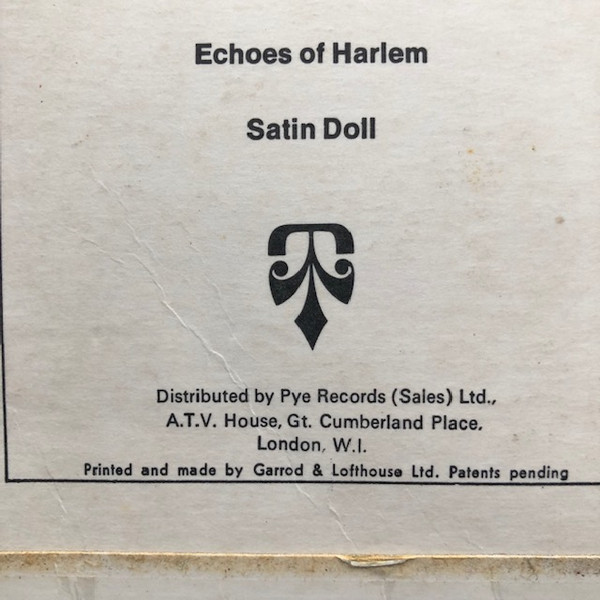 Echoes of Harlem
Satin Doll
Distributed by Pye Records (Sales) Ltd.,
A.T.V. House, Gt. Cumberland Place,
London, W.I.
Printed and made by Garrod & Lofthouse Ltd. Patents pending